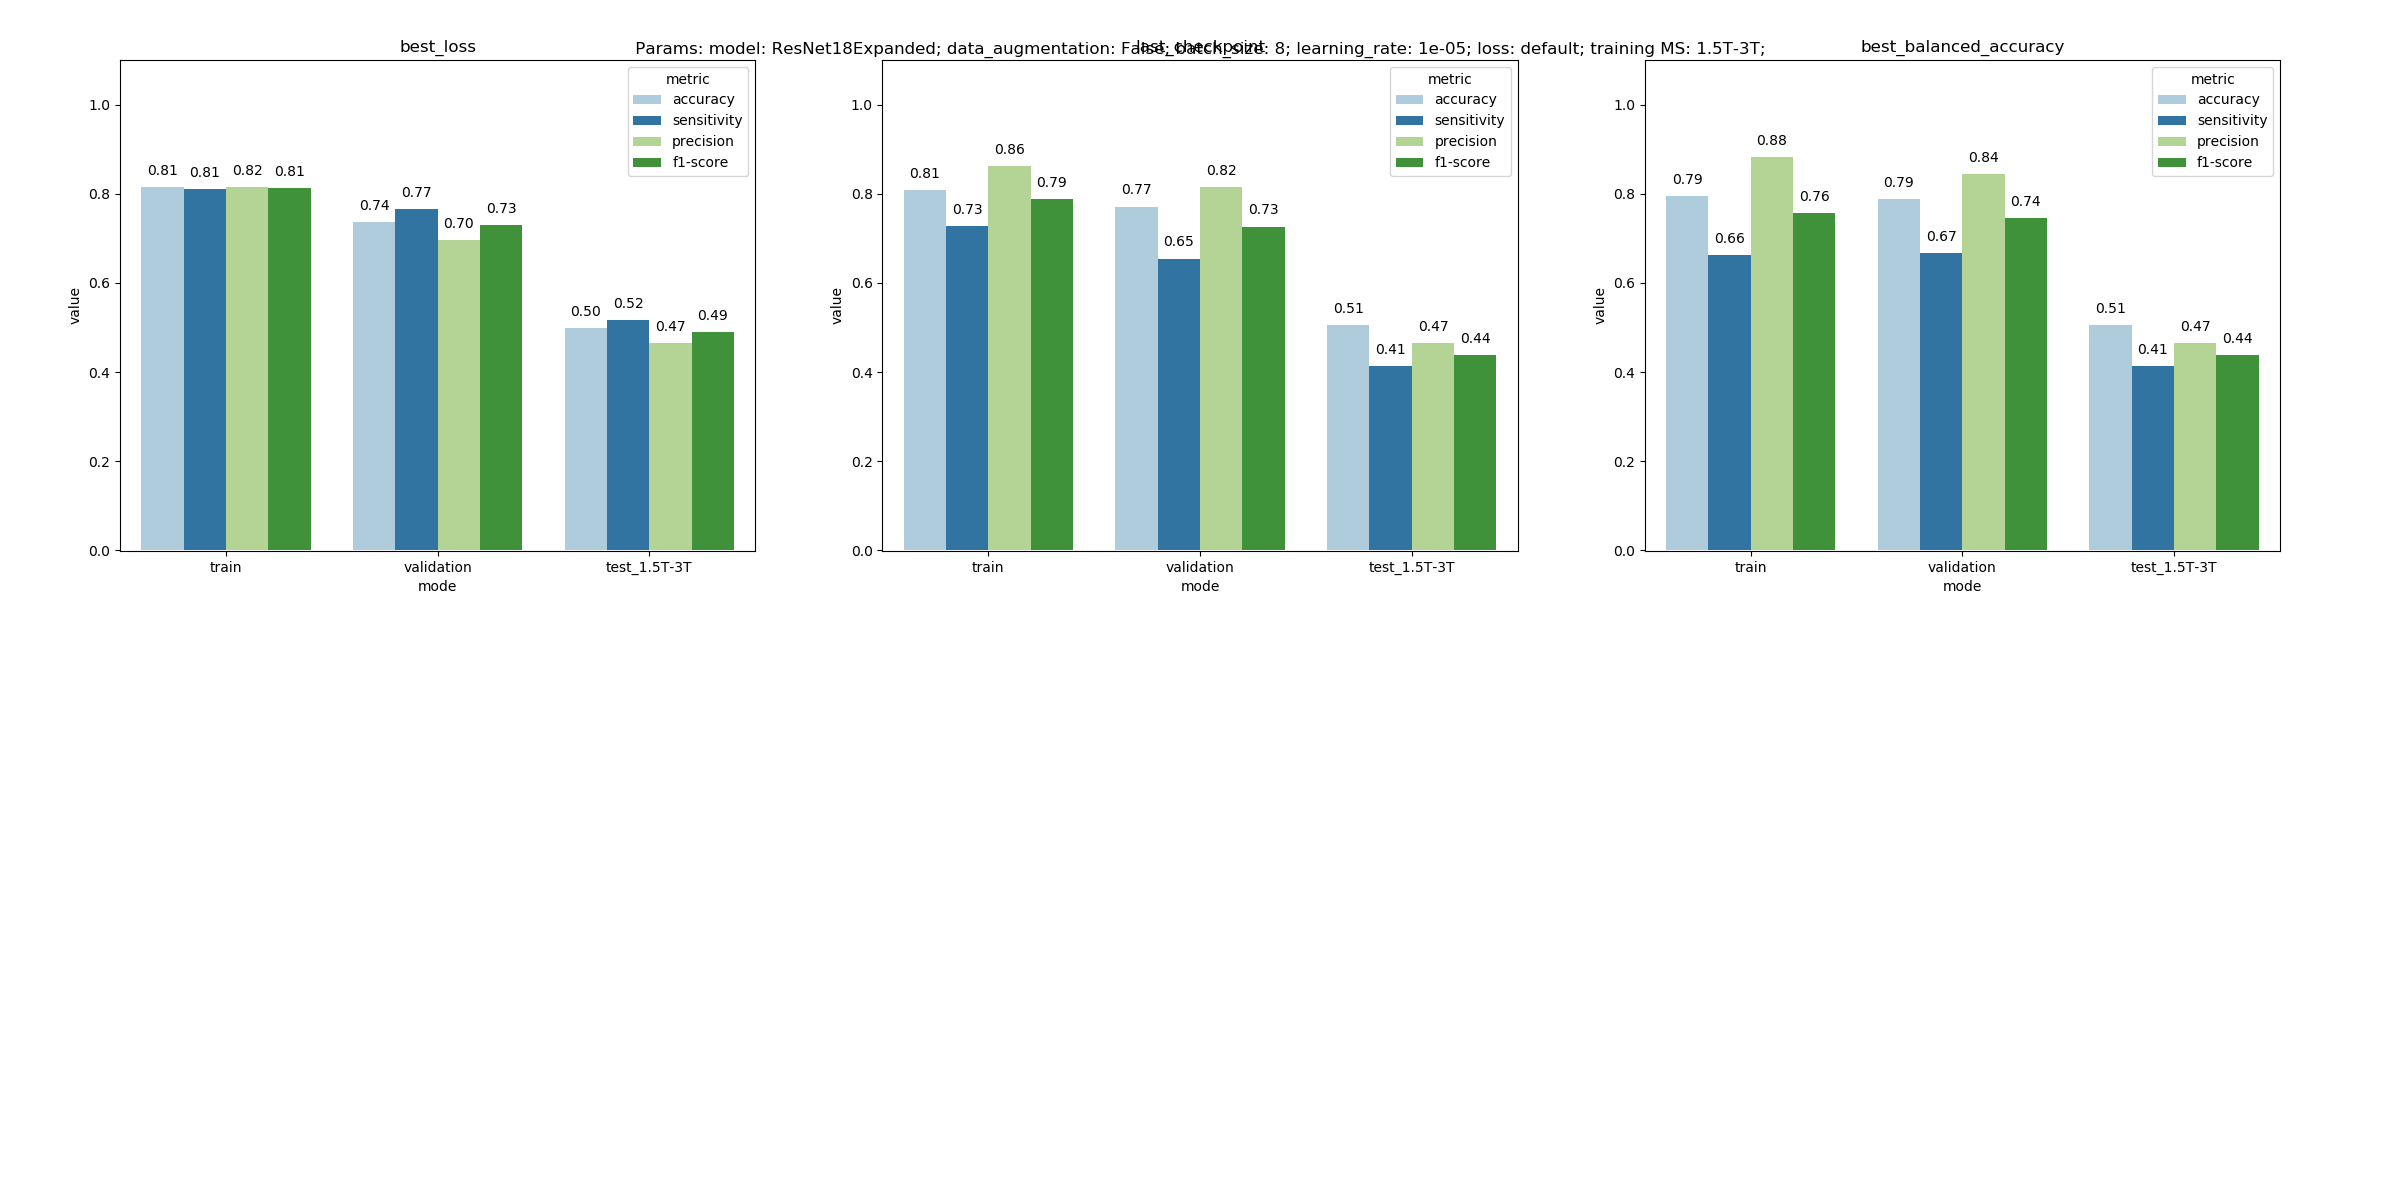 Params: model: ResNet18Expanded; data_augmentation: False; batch_size: 8; learning_rate: 1e-05; loss: default; training MS: 1.5T-3T;
best_loss
metric
accuracy
sensitivity
precision
f1-score
1.0
0.8
0.6
0.4
0.2
0.0
value
0.81 0.81 0.82 0.81
0.74 0.77 0.70 0.73
0.50 0.52 0.47 0.49
train validation test_1.5T-3T
mode
last_checkpoint
metric
accuracy
sensitivity
precision
f1-score
1.0
0.8
0.6
0.4
0.2
0.0
value
0.81 0.73 0.86 0.79
0.77 0.65 0.82 0.73
0.51 0.41 0.47 0.44
train validation test_1.5T-3T
mode
best_balanced_accuracy
metric
accuracy
sensitivity
precision
f1-score
1.0
0.8
0.6
0.4
0.2
0.0
value
0.79 0.66 0.88 0.76
0.79 0.67 0.84 0.74
0.51 0.41 0.47 0.44
train validation test_1.5T-3T
mode